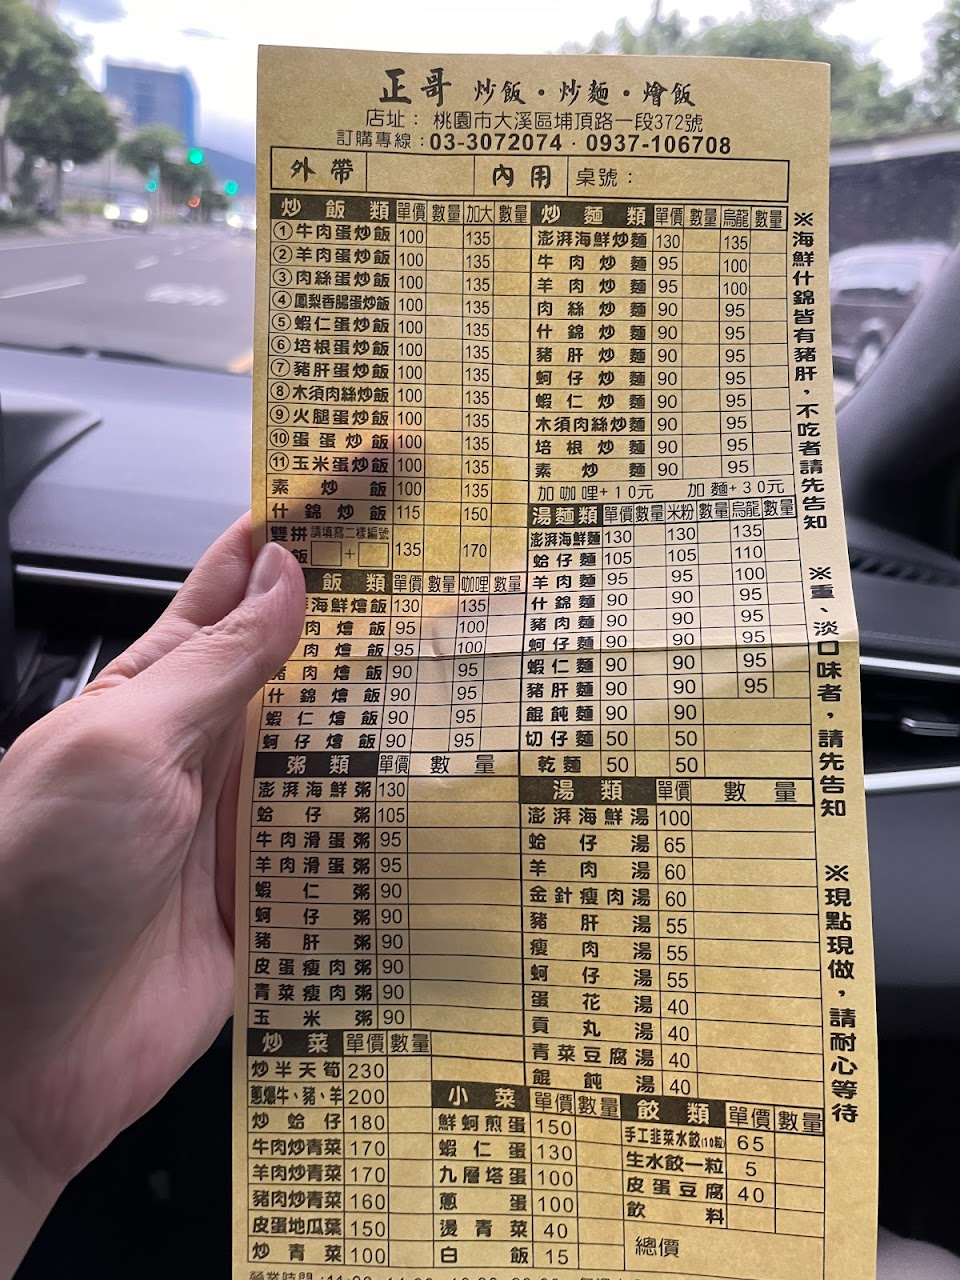 正哥 炒飯・炒麵・燴飯
店址：桃園市大溪區埔頂路一段372號
訂購專線：03-3072074・0937-106708
外帶 內用 桌號：
炒飯類 單價 數量 加大 數量
①牛肉蛋炒飯 100 135
②羊肉蛋炒飯 100 135
③肉絲蛋炒飯 100 135
④鳳梨香腸蛋炒飯 100 135
⑤蝦仁蛋炒飯 100 135
⑥培根蛋炒飯 100 135
⑦豬肝蛋炒飯 100 135
⑧木須肉絲炒飯 100 135
⑨火腿蛋炒飯 100 135
⑩蛋蛋炒飯 100 135
⑪玉米蛋炒飯 100 135
素炒飯 100 135
什錦炒飯 115 150
雙拼 請填寫二樣編號
飯 + 135 170
飯類 單價 數量 咖哩 數量
海鮮燴飯 130 135
肉燴飯 95 100
肉燴飯 95 100
豬肉燴飯 90 95
什錦燴飯 90 95
蝦仁燴飯 90 95
蚵仔燴飯 90 95
粥類 單價 數量
澎湃海鮮粥 130
蛤仔粥 105
牛肉滑蛋粥 95
羊肉滑蛋粥 95
蝦仁粥 90
蚵仔粥 90
豬肝粥 90
皮蛋瘦肉粥 90
青菜瘦肉粥 90
玉米粥 90
炒菜 單價 數量
炒半天筍 230
蔥爆牛、豬、羊 200
炒蛤仔 180
牛肉炒青菜 170
羊肉炒青菜 170
豬肉炒青菜 160
皮蛋地瓜葉 150
炒青菜 100
炒麵類 單價 數量 烏龍 數量
澎湃海鮮炒麵 130 135
牛肉炒麵 95 100
羊肉炒麵 95 100
肉絲炒麵 90 95
什錦炒麵 90 95
豬肝炒麵 90 95
蚵仔炒麵 90 95
蝦仁炒麵 90 95
木須肉絲炒麵 90 95
培根炒麵 90 95
素炒麵 90 95
加咖哩+10元 加麵+30元
湯麵類 單價 數量 米粉 數量 烏龍 數量
澎湃海鮮麵 130 130 135
蛤仔麵 105 105 110
羊肉麵 95 95 100
什錦麵 90 90 95
豬肉麵 90 90 95
蚵仔麵 90 90 95
蝦仁麵 90 90 95
豬肝麵 90 90 95
餛飩麵 90 90
切仔麵 50 50
乾麵 50 50
湯類 單價 數量
澎湃海鮮湯 100
蛤仔湯 65
羊肉湯 60
金針瘦肉湯 60
豬肝湯 55
瘦肉湯 55
蚵仔湯 55
蛋花湯 40
貢丸湯 40
青菜豆腐湯 40
餛飩湯 40
小菜 單價 數量
鮮蚵煎蛋 150
蝦仁蛋 130
九層塔蛋 100
蔥蛋 100
燙青菜 40
白飯 15
餃類 單價 數量
手工韭菜水餃(10粒) 65
生水餃一粒 5
皮蛋豆腐 40
飲料
總價
※海鮮什錦皆有豬肝，不吃者請先告知
※重、淡口味者，請先告知
※現點現做，請耐心等待
營業時間：